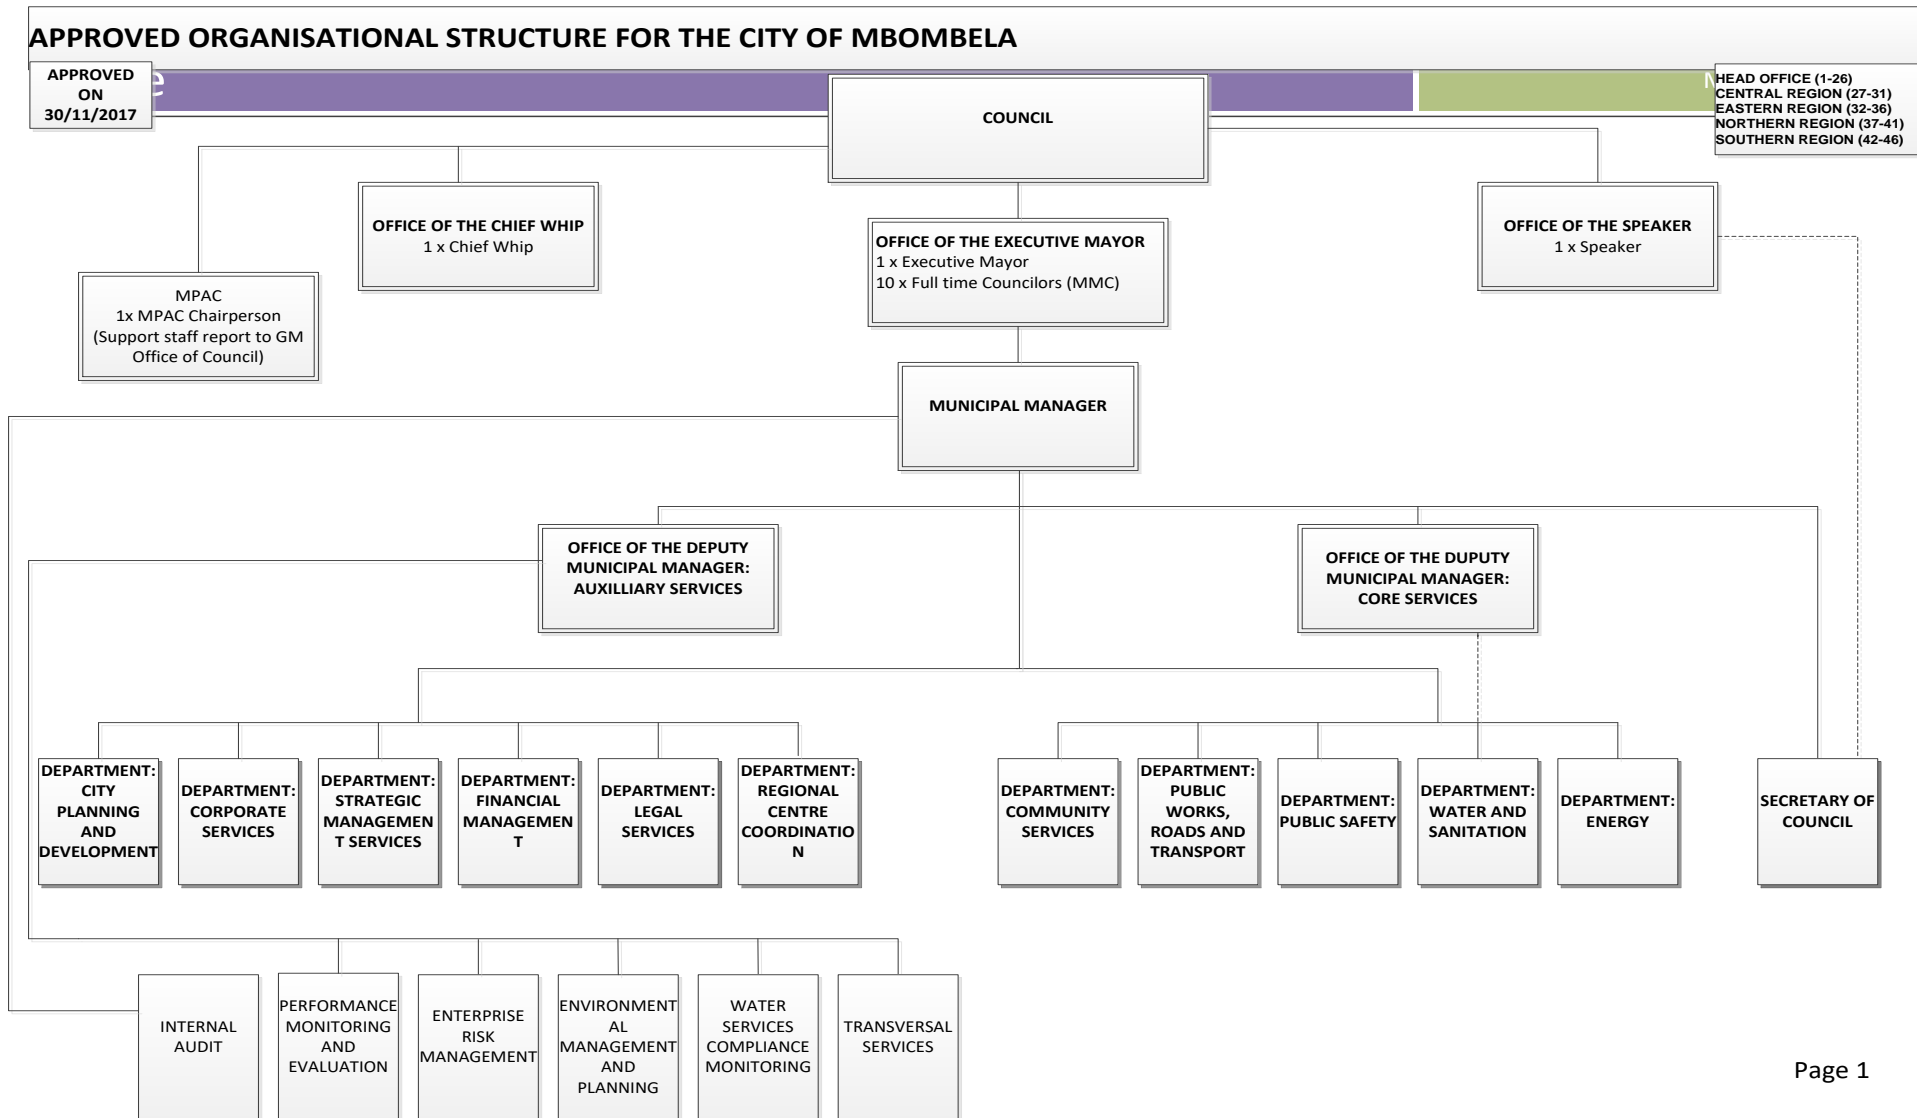 APPROVED ORGANISATIONAL STRUCTURE FOR THE CITY OF MBOMBELA
APPROVED
ON
30/11/2017
e
N
HEAD OFFICE (1-26)
CENTRAL REGION (27-31)
EASTERN REGION (32-36)
NORTHERN REGION (37-41)
SOUTHERN REGION (42-46)
COUNCIL
OFFICE OF THE CHIEF WHIP
1 x Chief Whip
OFFICE OF THE EXECUTIVE MAYOR
1 x Executive Mayor
10 x Full time Councilors (MMC)
OFFICE OF THE SPEAKER
1 x Speaker
MPAC
1x MPAC Chairperson
(Support staff report to GM
Office of Council)
MUNICIPAL MANAGER
OFFICE OF THE DEPUTY
MUNICIPAL MANAGER:
AUXILLIARY SERVICES
OFFICE OF THE DUPUTY
MUNICIPAL MANAGER:
CORE SERVICES
DEPARTMENT:
CITY
PLANNING
AND
DEVELOPMENT
DEPARTMENT:
CORPORATE
SERVICES
DEPARTMENT:
STRATEGIC
MANAGEMEN
T SERVICES
DEPARTMENT:
FINANCIAL
MANAGEMEN
T
DEPARTMENT:
LEGAL
SERVICES
DEPARTMENT:
REGIONAL
CENTRE
COORDINATIO
N
DEPARTMENT:
COMMUNITY
SERVICES
DEPARTMENT:
PUBLIC
WORKS,
ROADS AND
TRANSPORT
DEPARTMENT:
PUBLIC SAFETY
DEPARTMENT:
WATER AND
SANITATION
DEPARTMENT:
ENERGY
SECRETARY OF
COUNCIL
INTERNAL
AUDIT
PERFORMANCE
MONITORING
AND
EVALUATION
ENTERPRISE
RISK
MANAGEMENT
ENVIRONMENT
AL
MANAGEMENT
AND
PLANNING
WATER
SERVICES
COMPLIANCE
MONITORING
TRANSVERSAL
SERVICES
Page 1